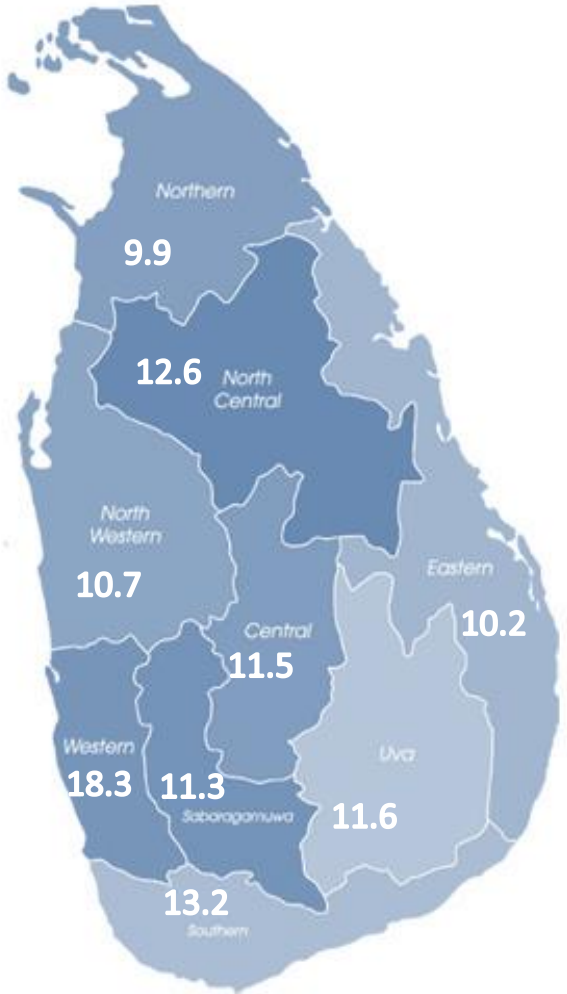 Northern
9.9
12.6
North
Central
North
Western
10.7
Eastern
10.2
Central
11.5
Western
18.3
11.3
Sabaragamuwa
Uva
11.6
13.2
Southern